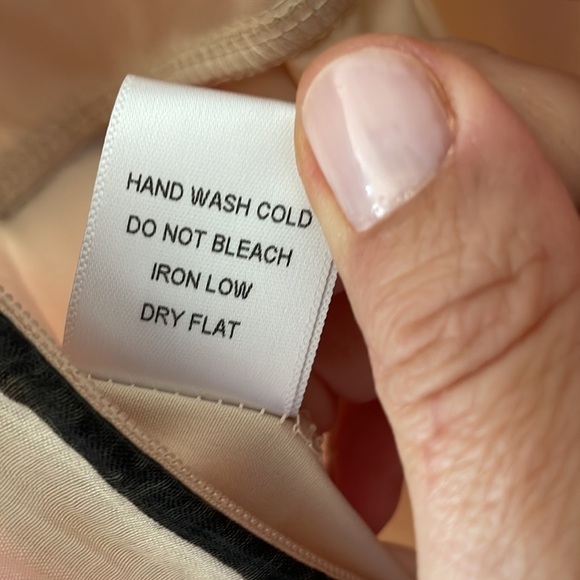 HAND WASH COLD
DO NOT BLEACH
IRON LOW
DRY FLAT